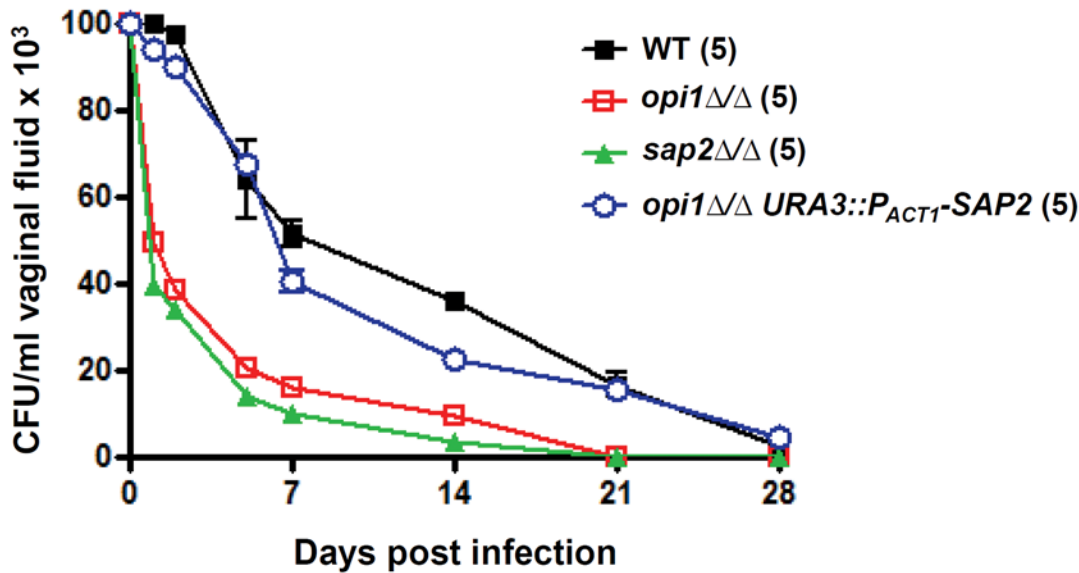 CFU/ml vaginal fluid x 10³
100
80
60
40
20
0
0 7 14 21 28
Days post infection
WT (5)
opi1Δ/Δ (5)
sap2Δ/Δ (5)
opi1Δ/Δ URA3::P_ACT1-SAP2 (5)